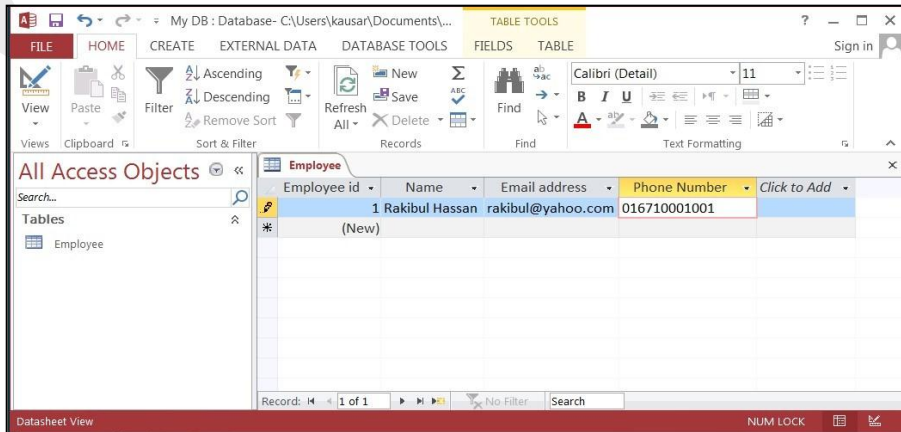 My DB : Database- C:\Users\kausar\Documents\... TABLE TOOLS ?
FILE HOME CREATE EXTERNAL DATA DATABASE TOOLS FIELDS TABLE Sign in
View
Paste
Filter
Ascending
Descending
Remove Sort
Refresh
All
New
Save
Delete
Σ
ABC
Find
ab
ac
Calibri (Detail) 11
B I U
A
Views Clipboard Sort & Filter Records Find Text Formatting
All Access Objects «
Search...
Tables
Employee
Employee
Employee id Name Email address Phone Number Click to Add
1 Rakibul Hassan rakibul@yahoo.com 016710001001
(New)
Record: 1 of 1 No Filter Search
Datasheet View NUM LOCK